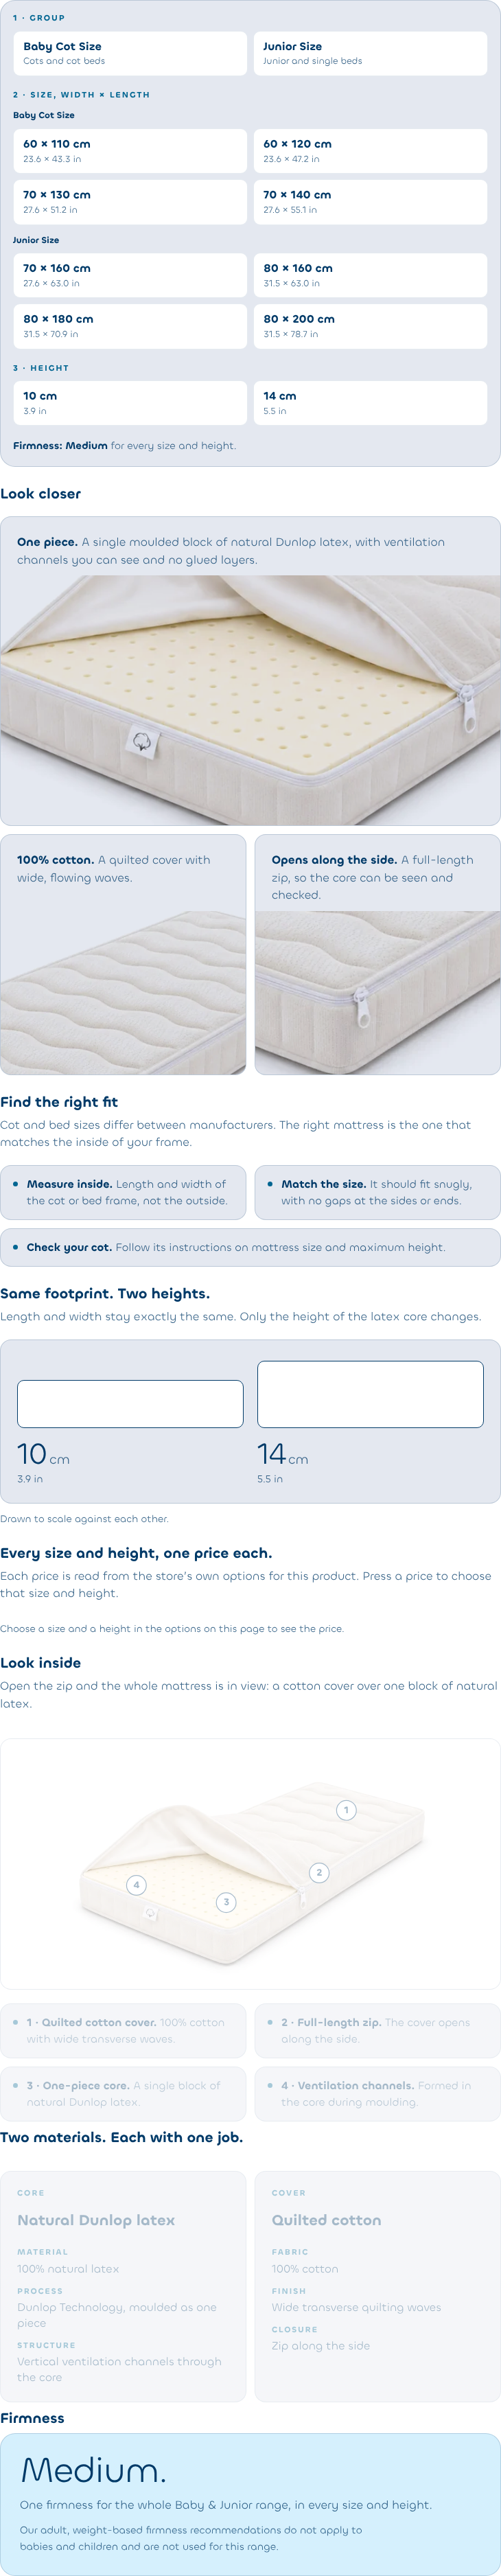 1 · GROUP
Baby Cot Size
Cots and cot beds
Junior Size
Junior and single beds
2 · SIZE, WIDTH × LENGTH
Baby Cot Size
60 × 110 cm
23.6 × 43.3 in
60 × 120 cm
23.6 × 47.2 in
70 × 130 cm
27.6 × 51.2 in
70 × 140 cm
27.6 × 55.1 in
Junior Size
70 × 160 cm
27.6 × 63.0 in
80 × 160 cm
31.5 × 63.0 in
80 × 180 cm
31.5 × 70.9 in
80 × 200 cm
31.5 × 78.7 in
3 · HEIGHT
10 cm
3.9 in
14 cm
5.5 in
Firmness: Medium for every size and height.
Look closer
One piece. A single moulded block of natural Dunlop latex, with ventilation
channels you can see and no glued layers.
100% cotton. A quilted cover with
wide, flowing waves.
Opens along the side. A full-length
zip, so the core can be seen and
checked.
Find the right fit
Cot and bed sizes differ between manufacturers. The right mattress is the one that
matches the inside of your frame.
Measure inside. Length and width of
the cot or bed frame, not the outside.
Match the size. It should fit snugly,
with no gaps at the sides or ends.
Check your cot. Follow its instructions on mattress size and maximum height.
Same footprint. Two heights.
Length and width stay exactly the same. Only the height of the latex core changes.
10 cm
3.9 in
14 cm
5.5 in
Drawn to scale against each other.
Every size and height, one price each.
Each price is read from the store's own options for this product. Press a price to choose
that size and height.
Choose a size and a height in the options on this page to see the price.
Look inside
Open the zip and the whole mattress is in view: a cotton cover over one block of natural
latex.
1
2
3
4
1 · Quilted cotton cover. 100% cotton
with wide transverse waves.
2 · Full-length zip. The cover opens
along the side.
3 · One-piece core. A single block of
natural Dunlop latex.
4 · Ventilation channels. Formed in
the core during moulding.
Two materials. Each with one job.
CORE
Natural Dunlop latex
MATERIAL
100% natural latex
PROCESS
Dunlop Technology, moulded as one
piece
STRUCTURE
Vertical ventilation channels through
the core
COVER
Quilted cotton
FABRIC
100% cotton
FINISH
Wide transverse quilting waves
CLOSURE
Zip along the side
Firmness
Medium.
One firmness for the whole Baby & Junior range, in every size and height.
Our adult, weight-based firmness recommendations do not apply to
babies and children and are not used for this range.